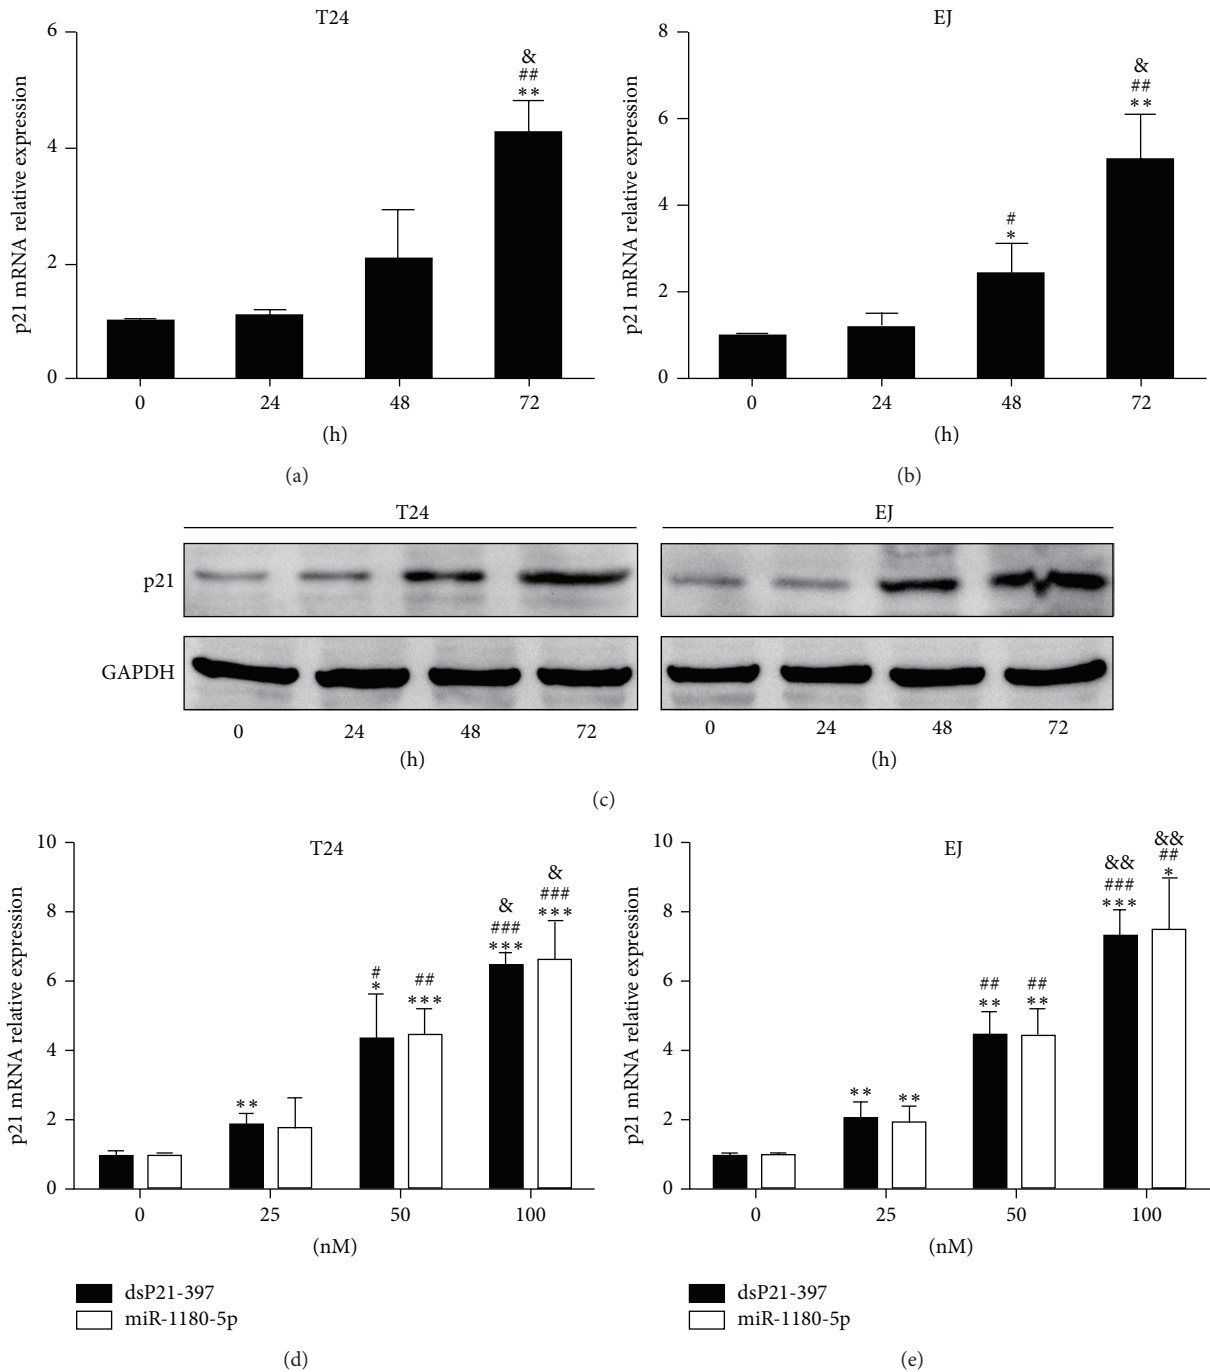 T24
p21 mRNA relative expression
6
4
2
0
&
##
**
0 24 48 72
(h)
(a)
EJ
p21 mRNA relative expression
8
6
4
2
0
#
*
&
##
**
0 24 48 72
(h)
(b)
T24 EJ
p21
GAPDH
0 24 48 72 0 24 48 72
(h) (h)
(c)
T24
p21 mRNA relative expression
10
8
6
4
2
0
**
#
*
##
***
&
###
***
&
###
***
0 25 50 100
(nM)
dsP21-397
miR-1180-5p
(d)
EJ
p21 mRNA relative expression
10
8
6
4
2
0
**
**
##
**
##
**
&&
###
***
&&
##
*
0 25 50 100
(nM)
dsP21-397
miR-1180-5p
(e)